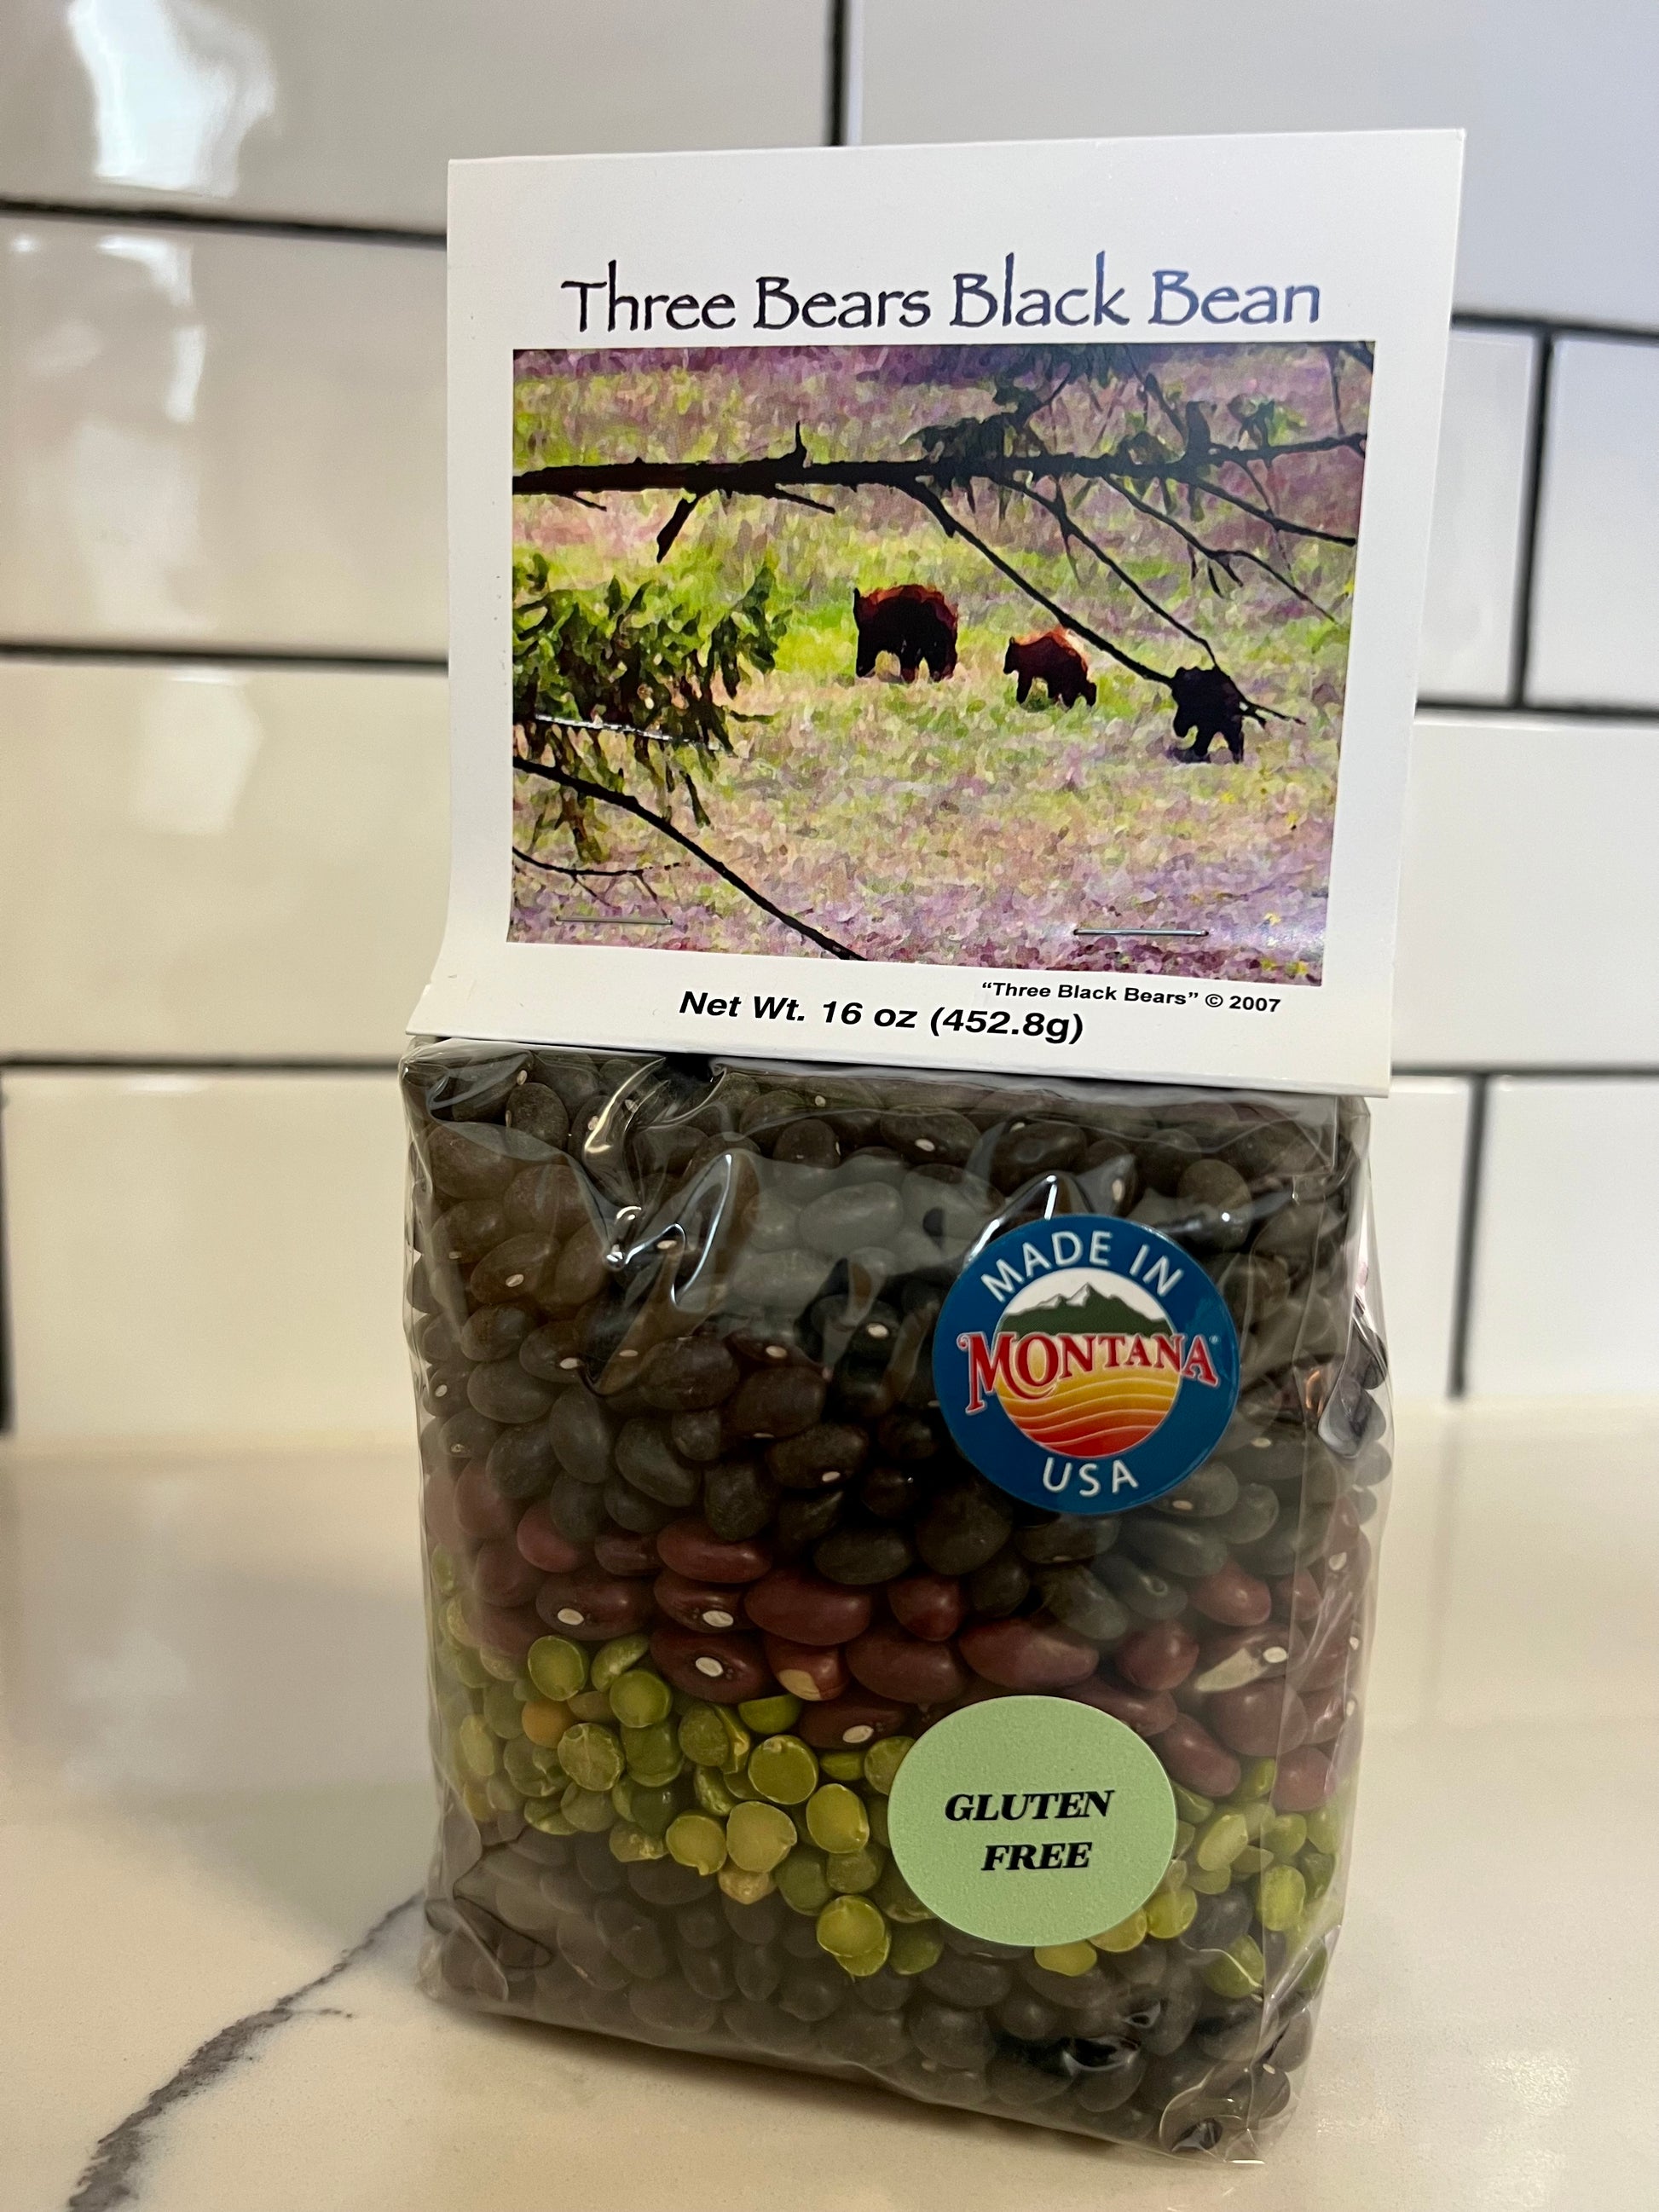 Three Bears Black Bean
"Three Black Bears" © 2007
Net Wt. 16 oz (452.8g)
MADE IN
MONTANA
USA
GLUTEN
FREE